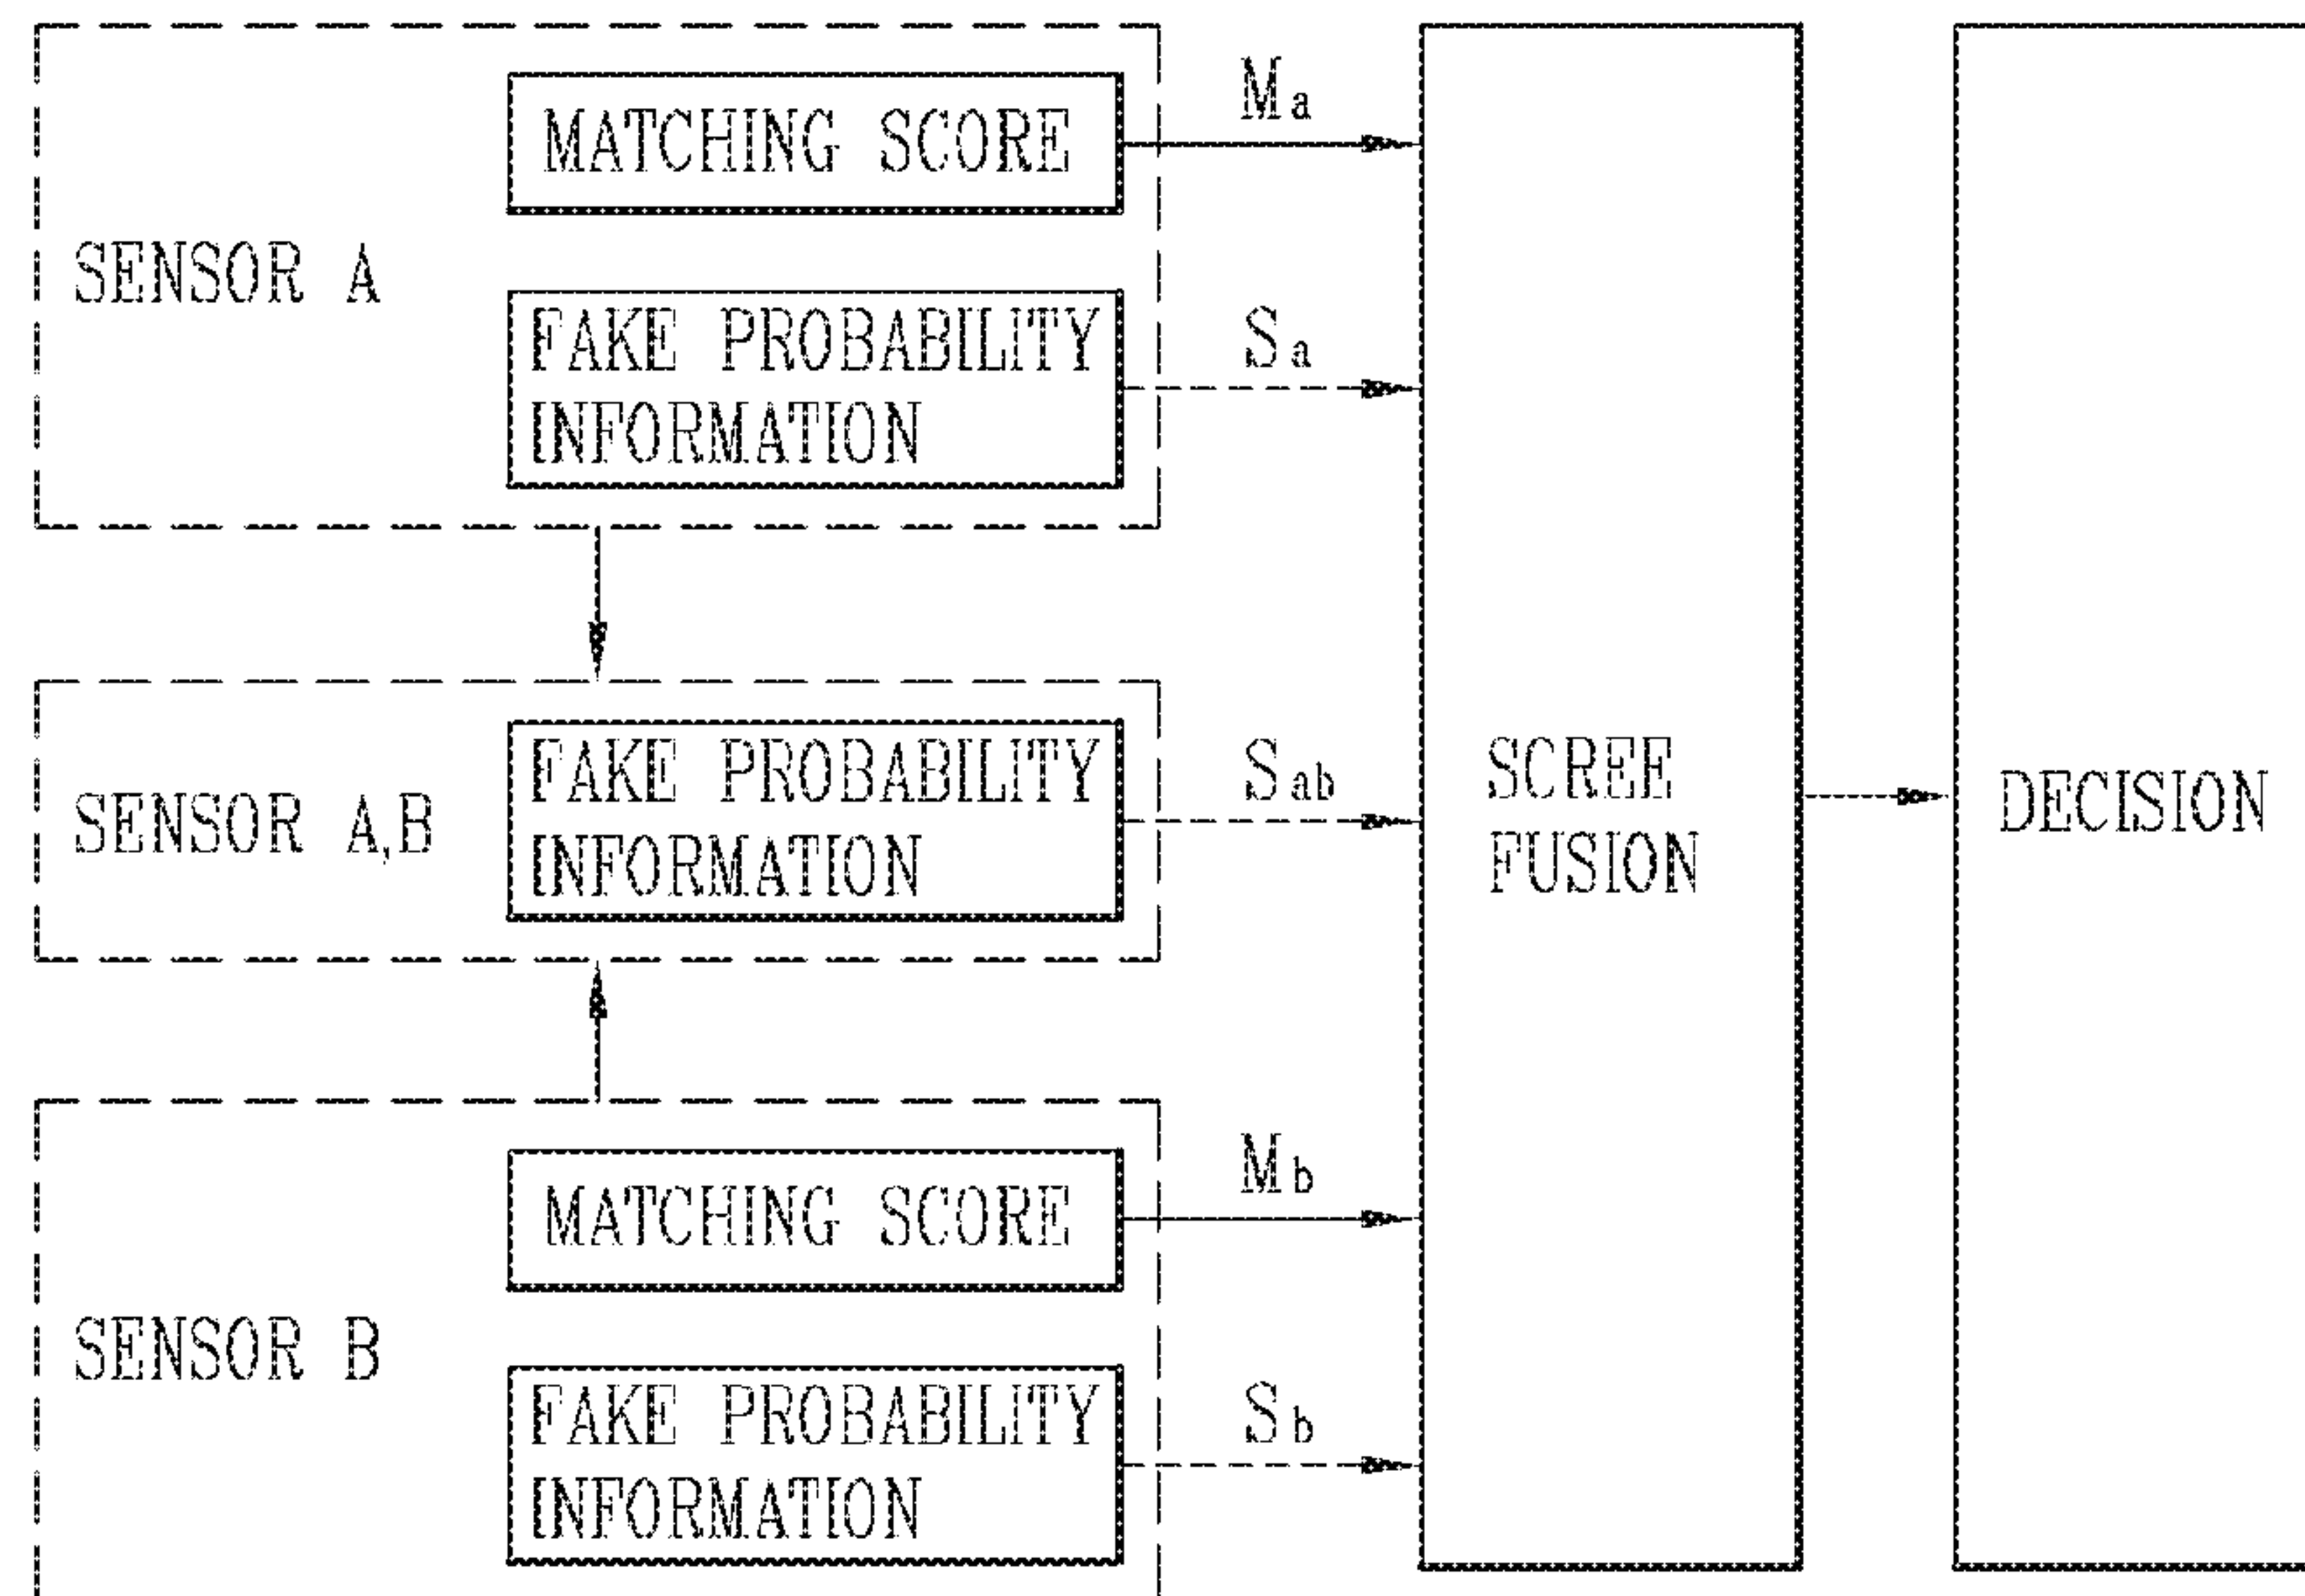 MATCHING SCORE
Ma
SENSOR A
FAKE PROBABILITY
INFORMATION
Sa
SENSOR A,B
FAKE PROBABILITY
INFORMATION
Sab
SCREE
FUSION
DECISION
MATCHING SCORE
Mb
SENSOR B
FAKE PROBABILITY
INFORMATION
Sb